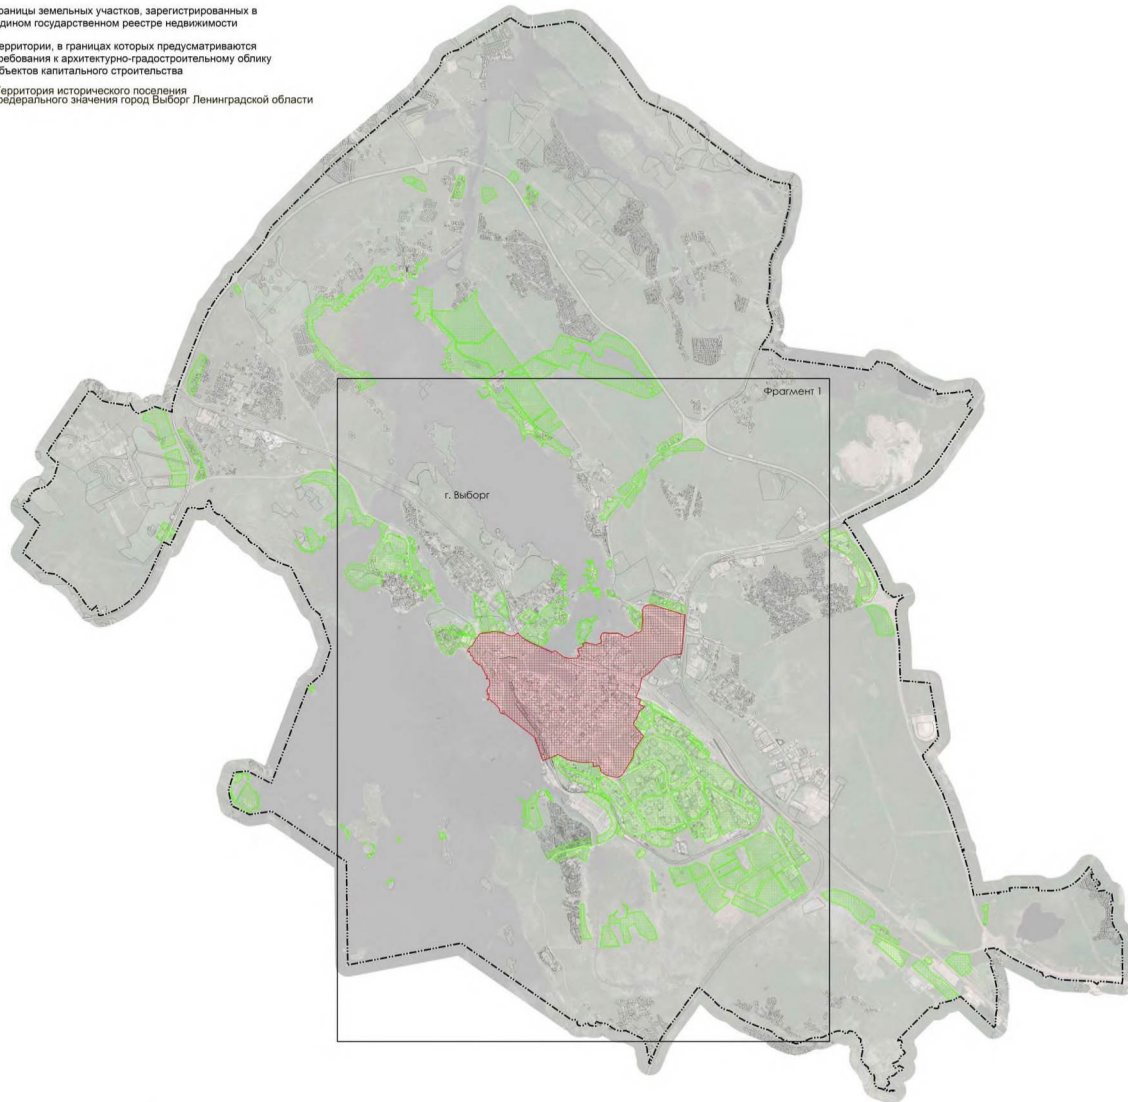 раницы земельных участков, зарегистрированных в
дином государственном реестре недвижимости
ерритории, в границах которых предусматриваются
ребования к архитектурно-градостроительному облику
бъектов капитального строительства
ерритория исторического поселения
едерального значения город Выборг Ленинградской области
Фрагмент 1
г. Выборг